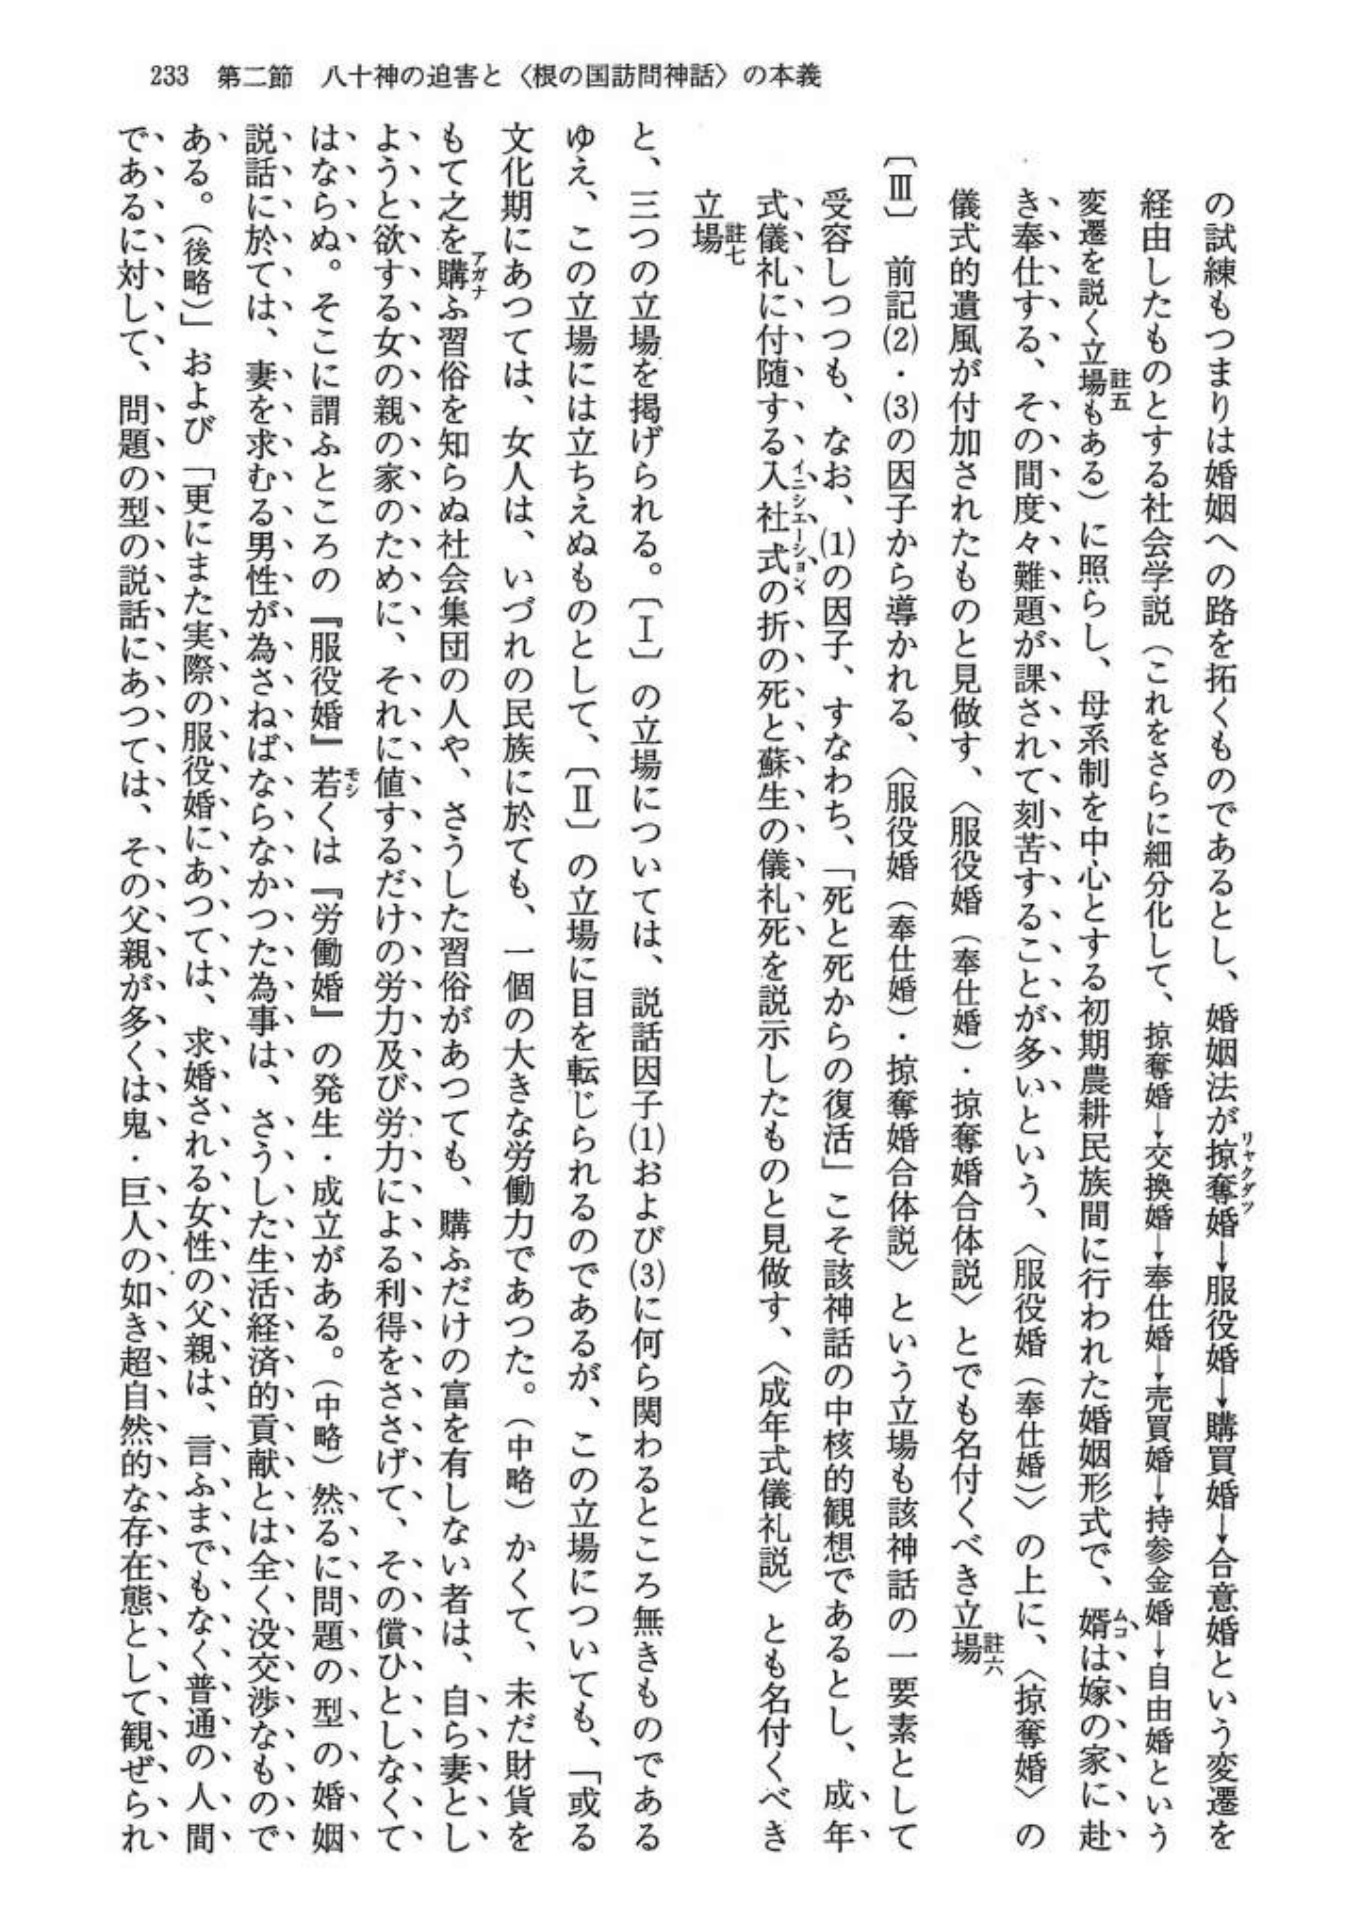 233　第二節　八十神の迫害と〈根の国訪問神話〉の本義
の試練もつまりは婚姻への路を拓くものであるとし、婚姻法が掠奪婚→服役婚→購買婚→合意婚という変遷を
リャクダツ
経由したものとする社会学説（これをさらに細分化して、掠奪婚→交換婚→奉仕婚→売買婚→持参金婚→自由婚という
変遷を説く立場もある）に照らし、母系制を中心とする初期農耕民族間に行われた婚姻形式で、婿は嫁の家に赴
註五
ムコ
き奉仕する、その間度々難題が課されて刻苦することが多いという、〈服役婚（奉仕婚）〉の上に、〈掠奪婚〉の
儀式的遺風が付加されたものと見做す、〈服役婚（奉仕婚）・掠奪婚合体説〉とでも名付くべき立場
註六
〔Ⅲ〕　前記(2)・(3)の因子から導かれる、〈服役婚（奉仕婚）・掠奪婚合体説〉という立場も該神話の一要素として
受容しつつも、なお、(1)の因子、すなわち、「死と死からの復活」こそ該神話の中核的観想であるとし、成年
式儀礼に付随する入社式の折の死と蘇生の儀礼死を説示したものと見做す、〈成年式儀礼説〉とも名付くべき
イニシエーション
立場
註七
と、三つの立場を掲げられる。〔Ⅰ〕の立場については、説話因子(1)および(3)に何ら関わるところ無きものである
ゆえ、この立場には立ちえぬものとして、〔Ⅱ〕の立場に目を転じられるのであるが、この立場についても、「或る
文化期にあつては、女人は、いづれの民族に於ても、一個の大きな労働力であつた。（中略）かくて、未だ財貨を
もて之を購ふ習俗を知らぬ社会集団の人や、さうした習俗があつても、購ふだけの富を有しない者は、自ら妻とし
アガナ
ようと欲する女の親の家のために、それに値するだけの労力及び労力による利得をささげて、その償ひとしなくて
はならぬ。そこに謂ふところの『服役婚』若くは『労働婚』の発生・成立がある。（中略）然るに問題の型の婚姻
モシ
説話に於ては、妻を求むる男性が為さねばならなかつた為事は、さうした生活経済的貢献とは全く没交渉なもので
ある。（後略）」および「更にまた実際の服役婚にあつては、求婚される女性の父親は、言ふまでもなく普通の人間
であるに対して、問題の型の説話にあつては、その父親が多くは鬼・巨人の如き超自然的な存在態として観ぜられ